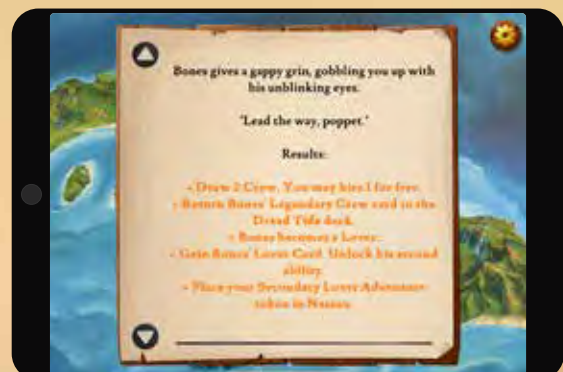 Bones gives a gappy grin, gobbling you up with
his unblinking eyes.
"Lead the way, poppet."
Results:
• Draw 2 Crew. You may hire 1 for free.
• Return Bones' Legendary Crew card to the
Dread Tide deck.
• Bones becomes a Lover.
• Gain Bones' Lover Card. Unlock his second
ability.
• Place your Secondary Lover Adventure
token in Nassau.